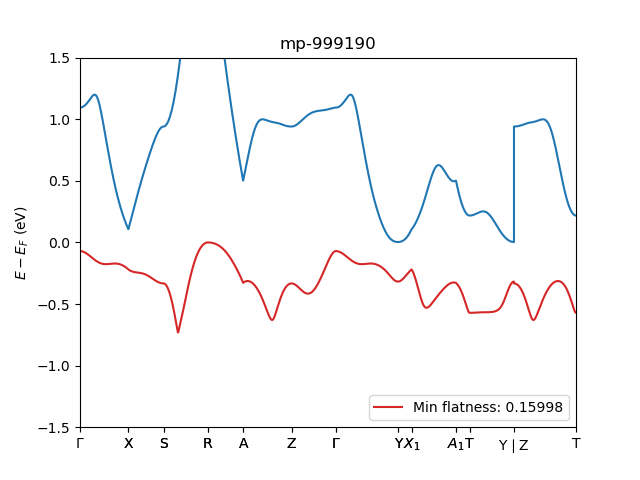 mp-999190
1.5
1.0
0.5
0.0
−0.5
−1.0
−1.5
E − E_F (eV)
Min flatness: 0.15998
Γ X S R A Z Γ Y X₁ A₁ T Y | Z T